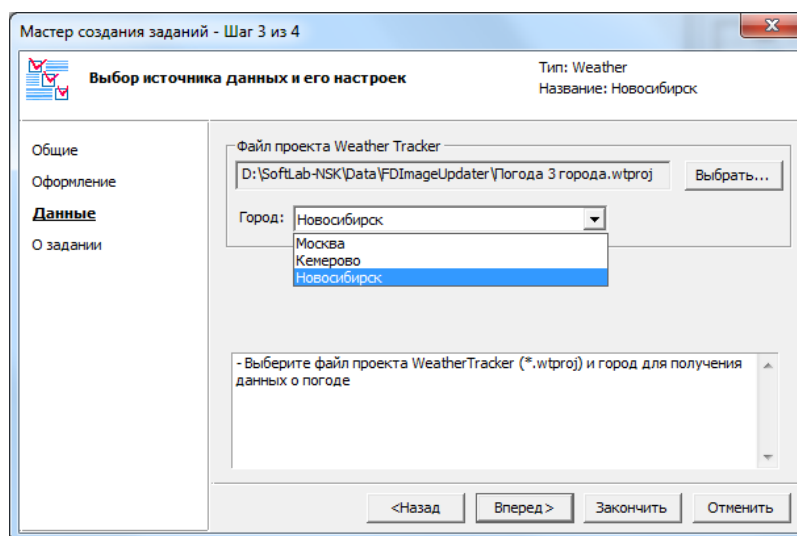 Мастер создания заданий - Шаг 3 из 4
Выбор источника данных и его настроек
Тип: Weather
Название: Новосибирск
Общие
Оформление
Данные
О задании
Файл проекта Weather Tracker
D:\SoftLab-NSK\Data\FDImageUpdater\Погода 3 города.wtproj
Выбрать...
Город:
Новосибирск
Москва
Кемерово
Новосибирск
- Выберите файл проекта WeatherTracker (*.wtproj) и город для получения
данных о погоде
<Назад
Вперед>
Закончить
Отменить